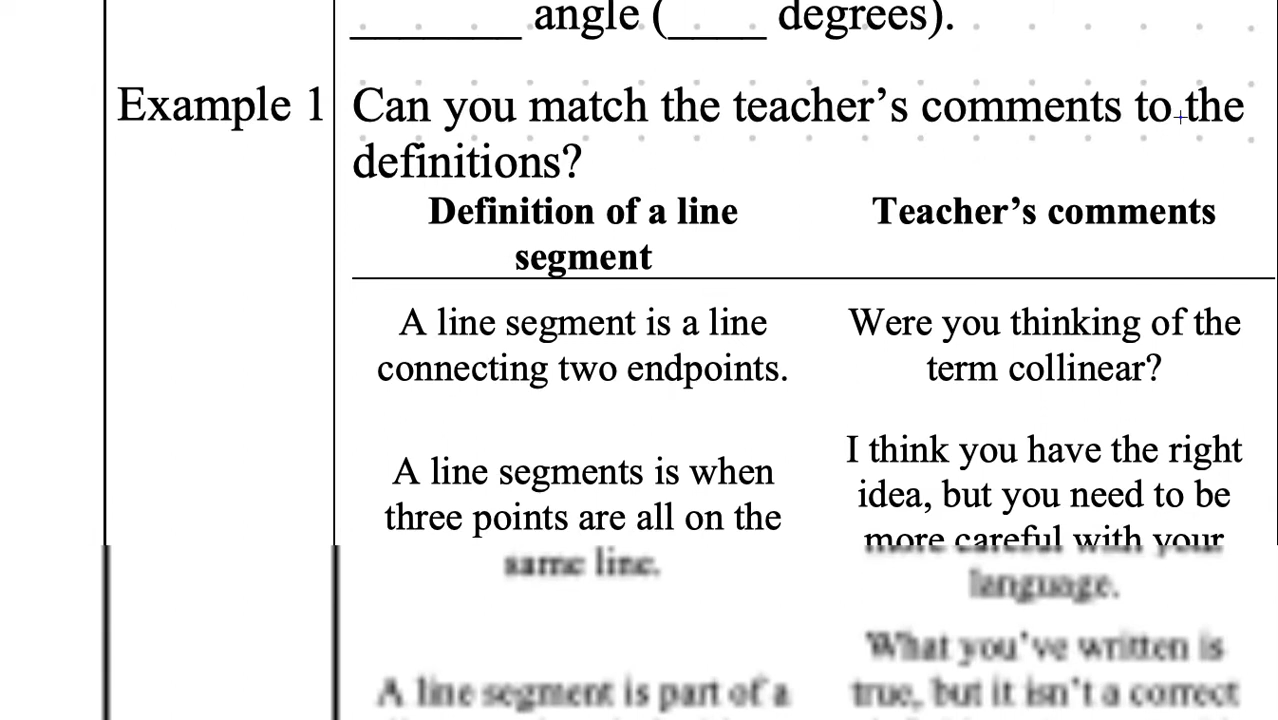 _______ angle (____ degrees).
Example 1
Can you match the teacher’s comments to the
definitions?
Definition of a line
segment
Teacher’s comments
A line segment is a line
connecting two endpoints.
Were you thinking of the
term collinear?
A line segments is when
three points are all on the
same line.
I think you have the right
idea, but you need to be
more careful with your
language.
A line segment is part of a
What you’ve written is
true, but it isn’t a correct